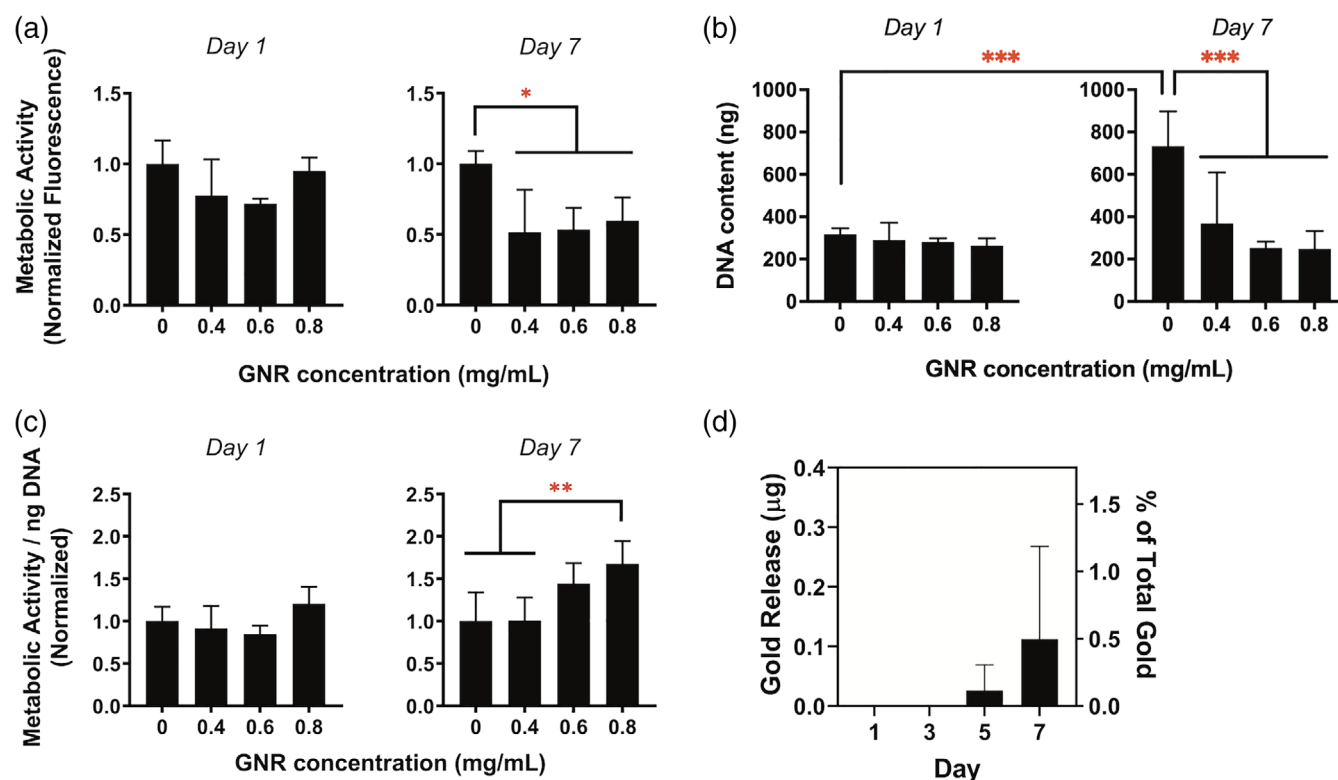 (a)
Day 1
Day 7
Metabolic Activity
(Normalized Fluorescence)
1.5
1.0
0.5
0.0
0 0.4 0.6 0.8
1.5
1.0
0.5
0.0
*
0 0.4 0.6 0.8
GNR concentration (mg/mL)
(b)
Day 1
Day 7
***
***
DNA content (ng)
1000
800
600
400
200
0
0 0.4 0.6 0.8
1000
800
600
400
200
0
0 0.4 0.6 0.8
GNR concentration (mg/mL)
(c)
Day 1
Day 7
Metabolic Activity / ng DNA
(Normalized)
2.5
2.0
1.5
1.0
0.5
0.0
0 0.4 0.6 0.8
2.5
2.0
1.5
1.0
0.5
0.0
**
0 0.4 0.6 0.8
GNR concentration (mg/mL)
(d)
Gold Release (μg)
0.4
0.3
0.2
0.1
0.0
1 3 5 7
Day
1.5
1.0
0.5
0.0
% of Total Gold